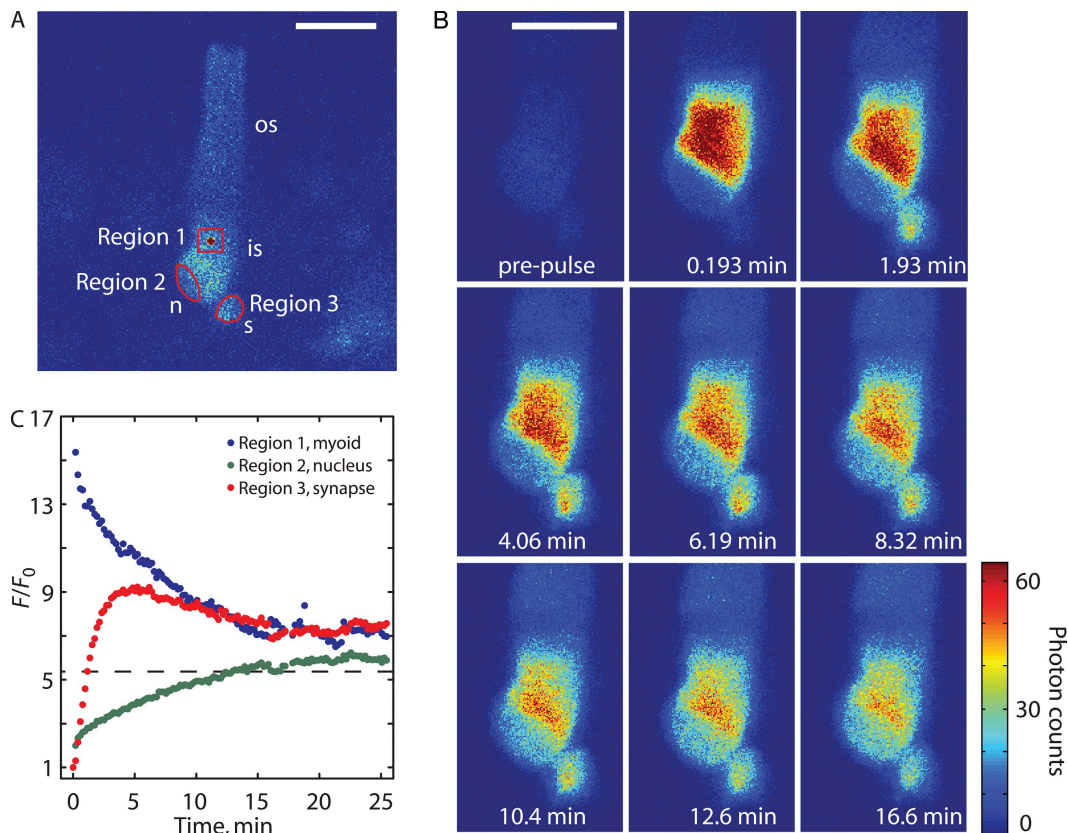 A
os
Region 1
is
Region 2
Region 3
n
s
B
pre-pulse
0.193 min
1.93 min
4.06 min
6.19 min
8.32 min
10.4 min
12.6 min
16.6 min
60
30
0
Photon counts
C
17
13
9
5
1
F/F0
Region 1, myoid
Region 2, nucleus
Region 3, synapse
0 5 10 15 20 25
Time, min